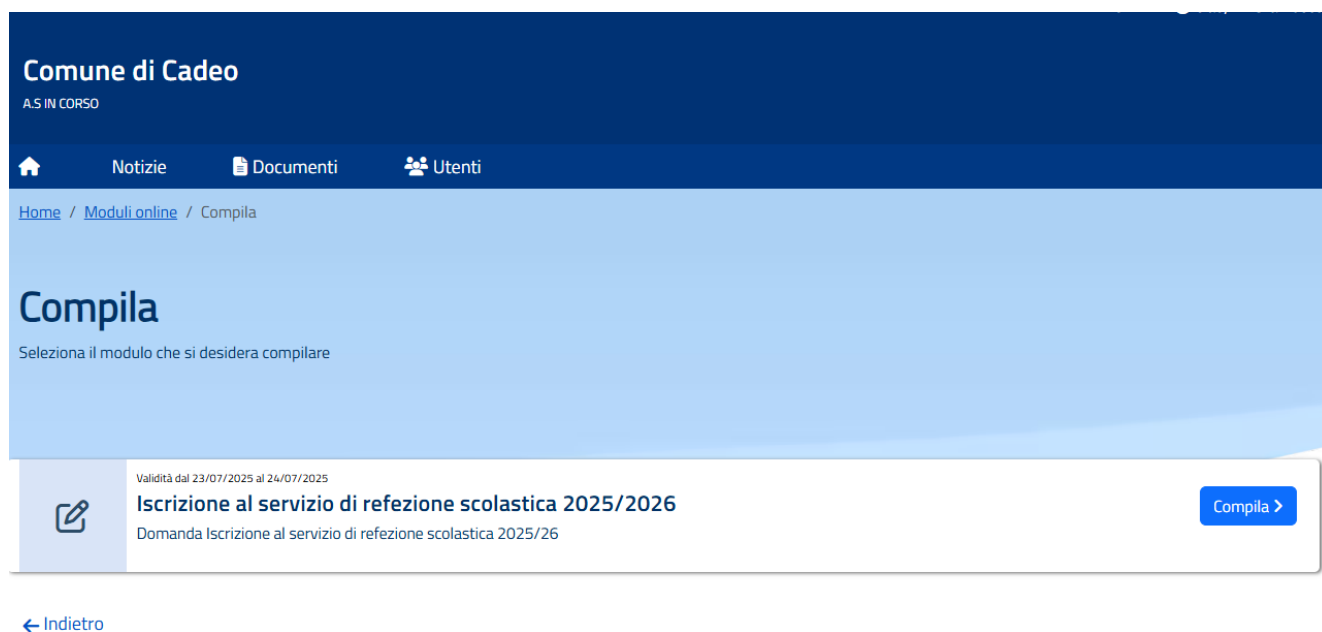 Comune di Cadeo
A.S IN CORSO
Notizie Documenti Utenti
Home / Moduli online / Compila
Compila
Seleziona il modulo che si desidera compilare
Validità dal 23/07/2025 al 24/07/2025
Iscrizione al servizio di refezione scolastica 2025/2026
Compila
Domanda Iscrizione al servizio di refezione scolastica 2025/26
Indietro